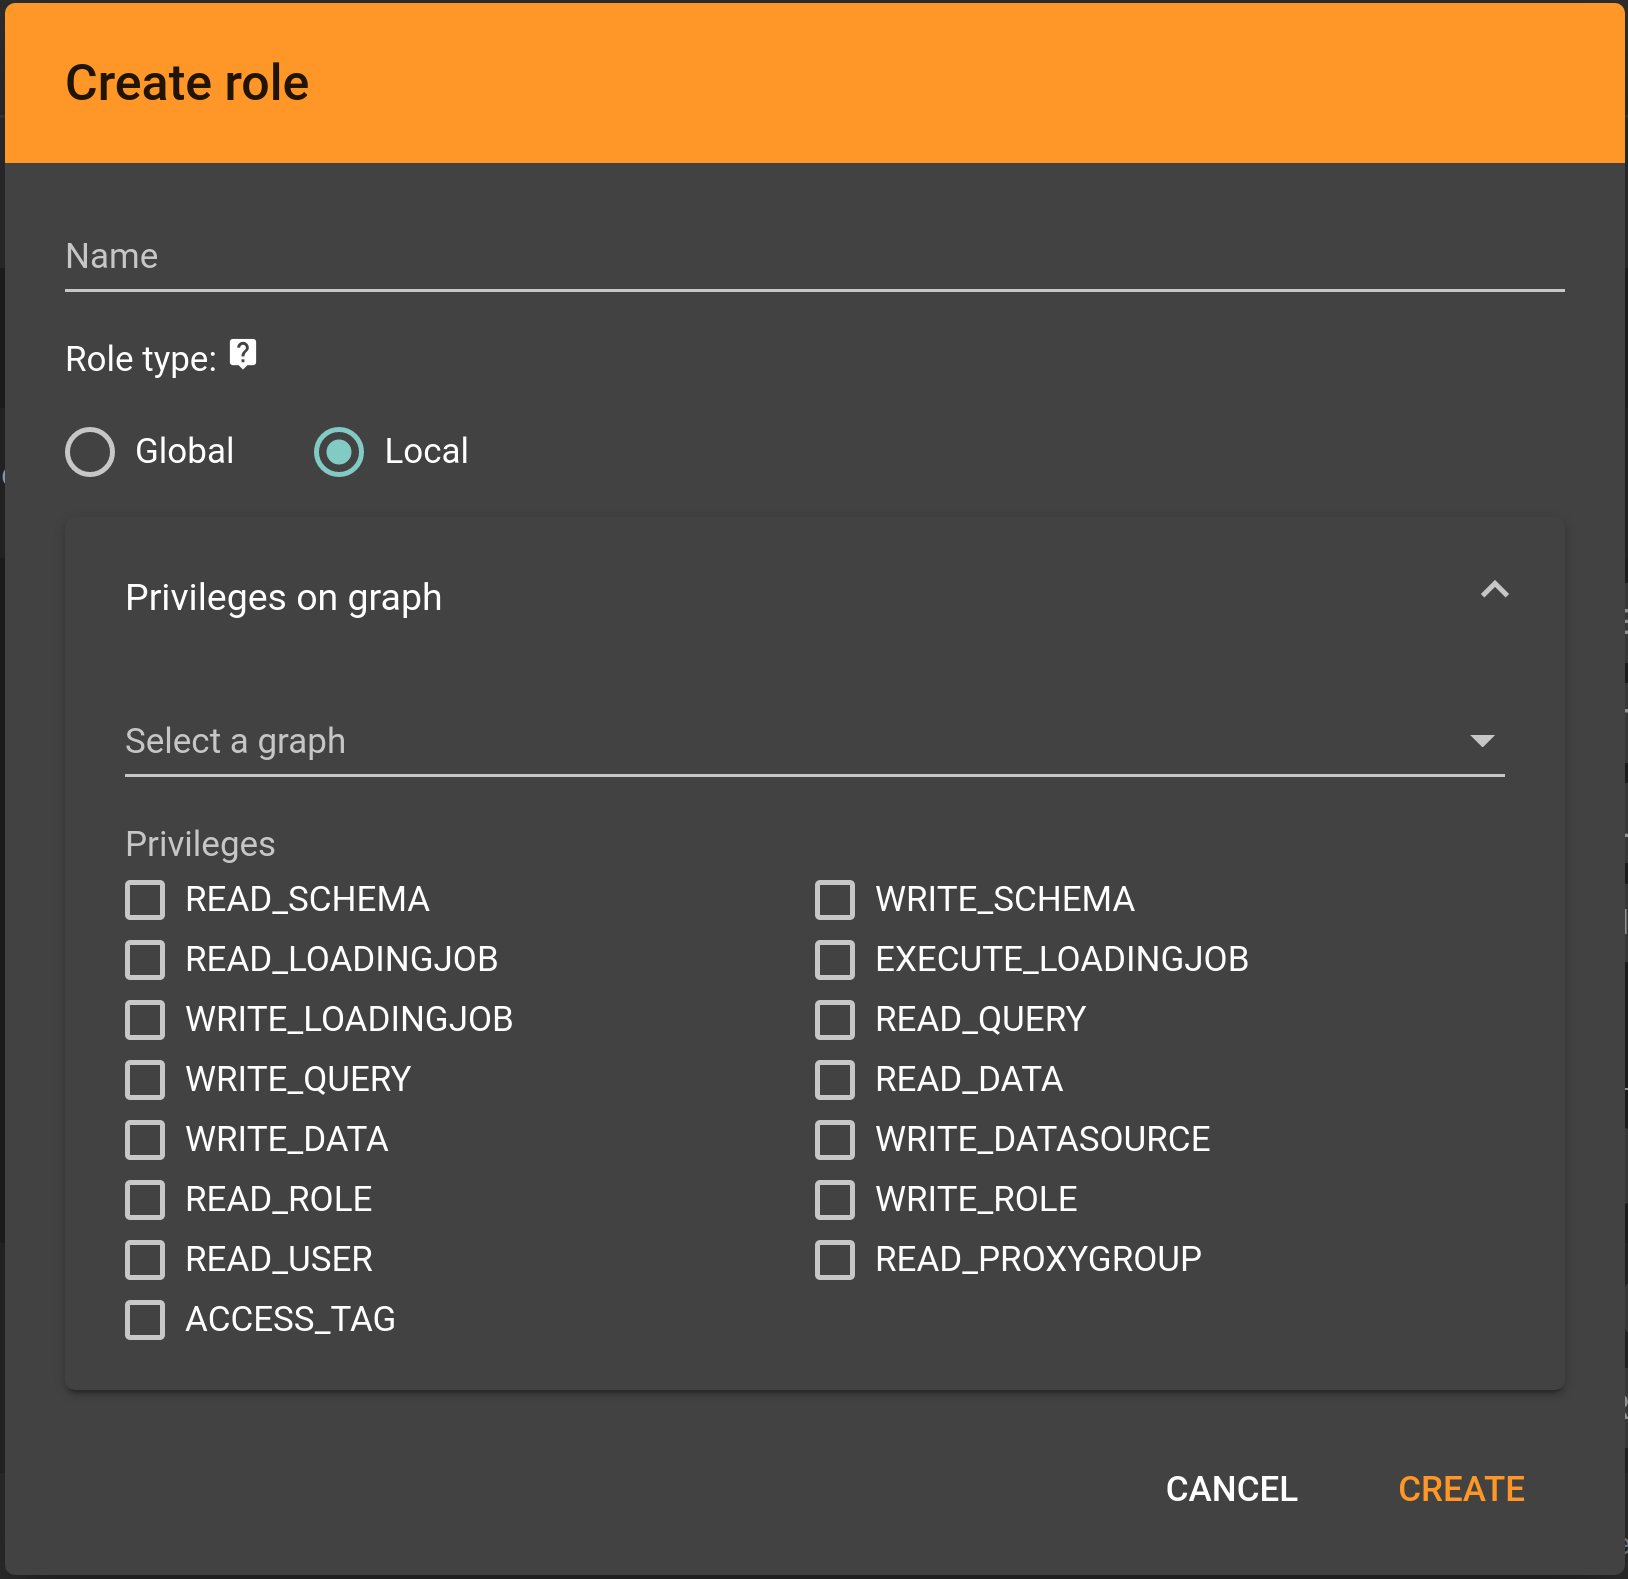 Create role
Name
Role type: ?
Global Local
Privileges on graph
Select a graph
Privileges
READ_SCHEMA WRITE_SCHEMA
READ_LOADINGJOB EXECUTE_LOADINGJOB
WRITE_LOADINGJOB READ_QUERY
WRITE_QUERY READ_DATA
WRITE_DATA WRITE_DATASOURCE
READ_ROLE WRITE_ROLE
READ_USER READ_PROXYGROUP
ACCESS_TAG
CANCEL CREATE